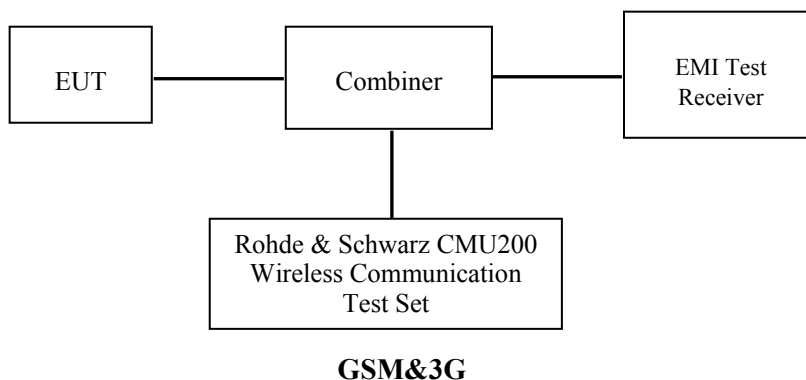 EUT
Combiner
EMI Test
Receiver
Rohde & Schwarz CMU200
Wireless Communication
Test Set
GSM&3G